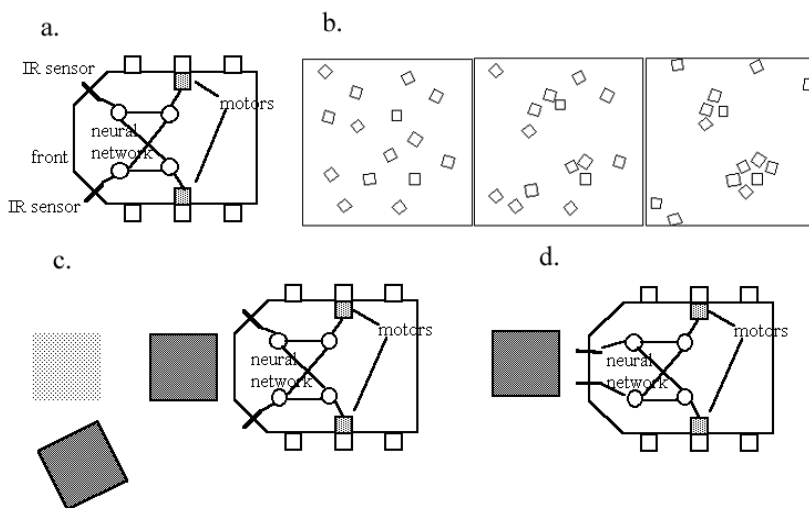 a.
IR sensor
motors
neural
network
front
IR sensor
b.
c.
motors
neural
network
d.
motors
neural
network